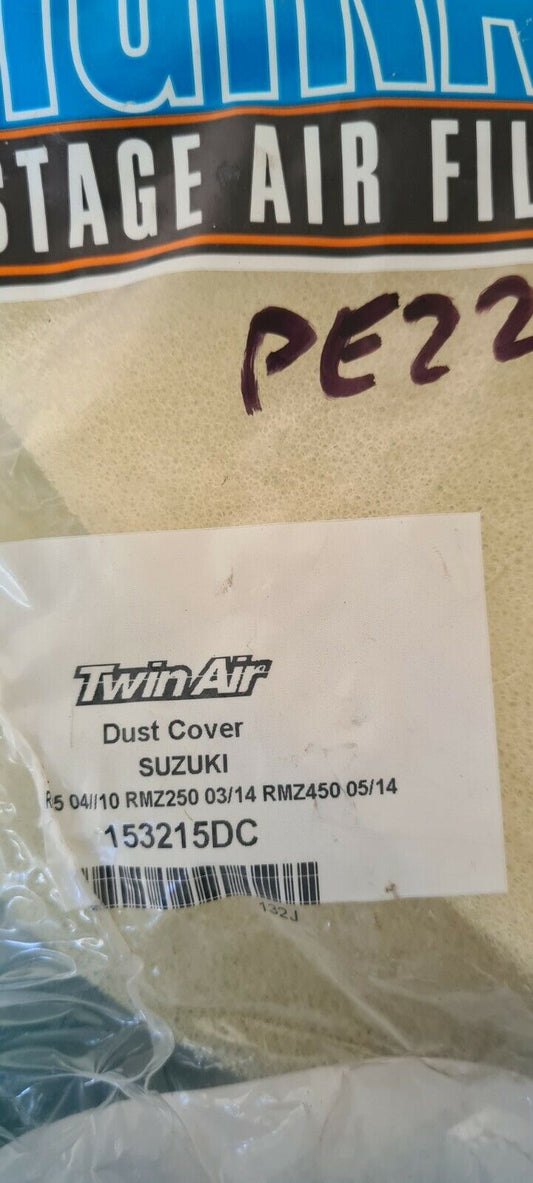 STAGE AIR FIL
PE22
Twin Air
Dust Cover
SUZUKI
R5 04//10 RMZ250 03/14 RMZ450 05/14
153215DC
132J